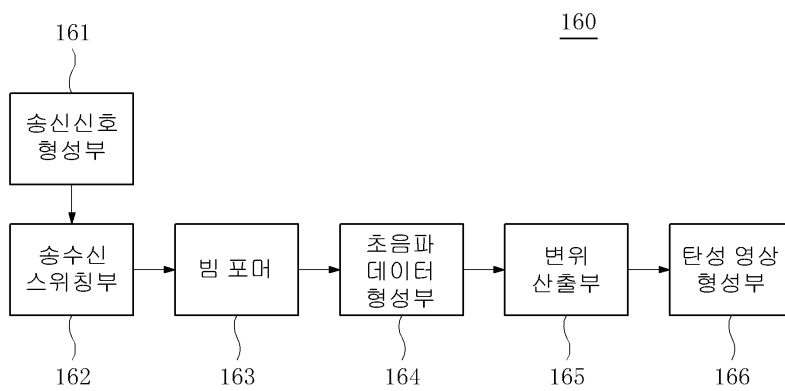 161
160
송신신호
형성부
송수신
스위칭부
빔 포머
초음파
데이터
형성부
변위
산출부
탄성 영상
형성부
162
163
164
165
166